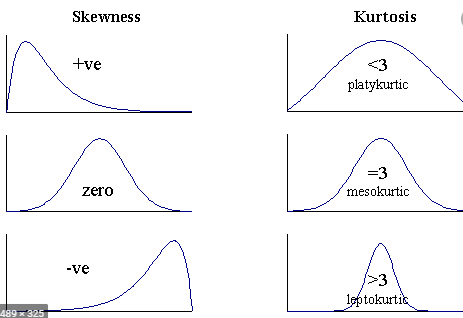 Skewness
Kurtosis
+ve
<3
platykurtic
zero
=3
mesokurtic
-ve
>3
leptokurtic
489 × 325